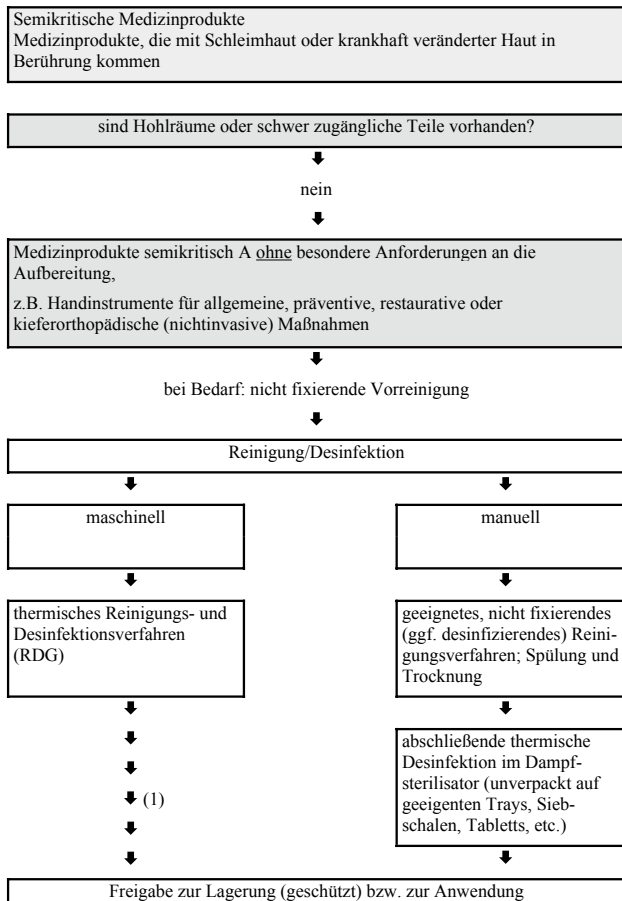 Semikritische Medizinprodukte
Medizinprodukte, die mit Schleimhaut oder krankhaft veränderter Haut in
Berührung kommen
sind Hohlräume oder schwer zugängliche Teile vorhanden?
nein
Medizinprodukte semikritisch A ohne besondere Anforderungen an die
Aufbereitung,
z.B. Handinstrumente für allgemeine, präventive, restaurative oder
kieferorthopädische (nichtinvasive) Maßnahmen
bei Bedarf: nicht fixierende Vorreinigung
Reinigung/Desinfektion
maschinell
manuell
thermisches Reinigungs- und
Desinfektionsverfahren
(RDG)
geeignetes, nicht fixierendes
(ggf. desinfizierendes) Reini-
gungsverfahren; Spülung und
Trocknung
abschließende thermische
Desinfektion im Dampf-
sterilisator (unverpackt auf
geeigenten Trays, Sieb-
schalen, Tabletts, etc.)
(1)
Freigabe zur Lagerung (geschützt) bzw. zur Anwendung